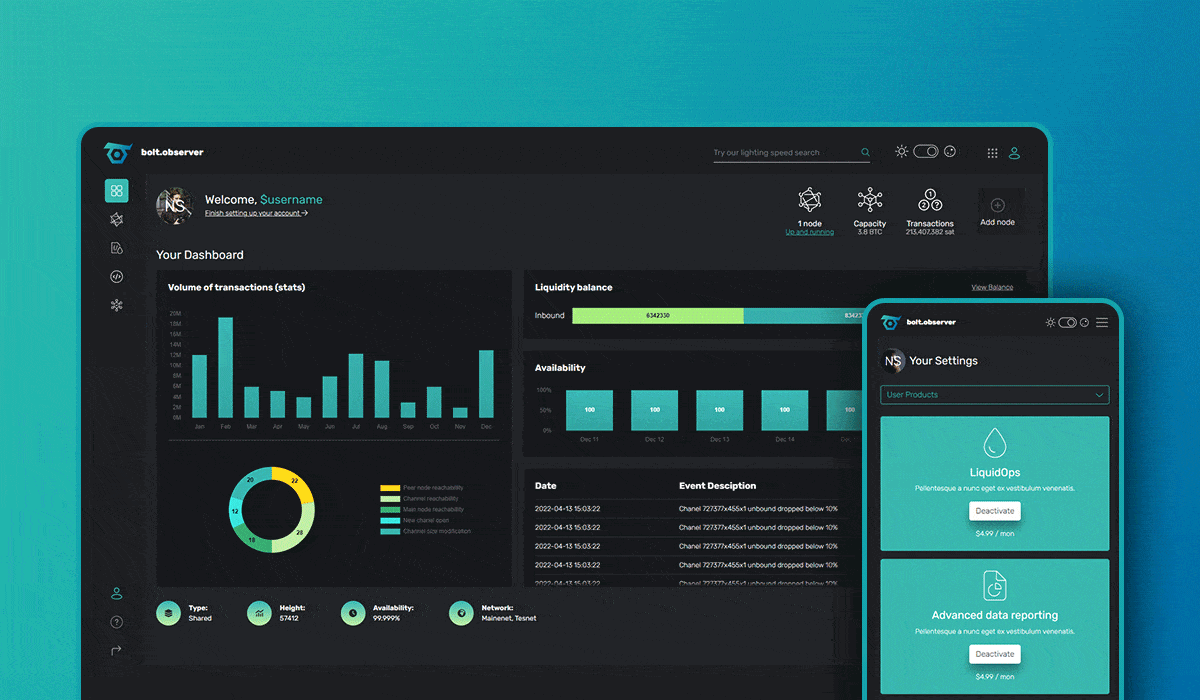 bolt.observer
Try our lighting speed search
NS
Welcome, $username
Finish setting up your account →
1 node
Up and running
Capacity
3.8 BTC
Transactions
213,407,382 sat
Add node
Your Dashboard
Volume of transactions (stats)
20M
18M
16M
14M
12M
10M
8M
6M
4M
2M
0M
Jan Feb Mar Apr May Jun Jul Aug Sep Oct Nov Dec
20 22
12
18 28
Peer node reachability
Channel reachability
Main node reachability
New chanel open
Channel size modification
Liquidity balance
View Balance
Inbound 6342330
Availability
100%
50%
0%
100 100 100 100 100
Dec 11 Dec 12 Dec 13 Dec 14
Date Event Desciption
2022-04-13 15:03:22 Chanel 727377x455x1 unbound dropped below 10%
2022-04-13 15:03:22 Chanel 727377x455x1 unbound dropped below 10%
2022-04-13 15:03:22 Chanel 727377x455x1 unbound dropped below 10%
2022-04-13 15:03:22 Chanel 727377x455x1 unbound dropped below 10%
2022-04-13 15:03:22 Chanel 727377x455x1 unbound dropped below 10%
Type:
Shared
Height:
57412
Availability:
99.999%
Network:
Mainenet, Tesnet
bolt.observer
NS Your Settings
User Products
LiquidOps
Pellentesque a nunc eget ex vestibulum venenatis.
Deactivate
$4.99 / mon
Advanced data reporting
Pellentesque a nunc eget ex vestibulum venenatis.
Deactivate
$4.99 / mon